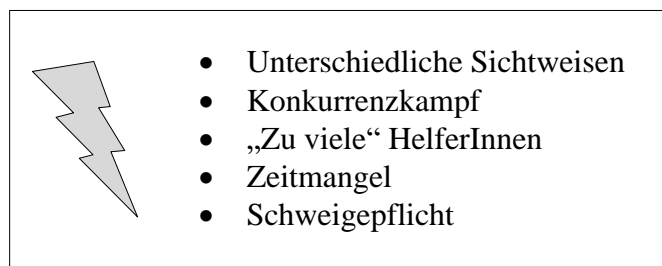 • Unterschiedliche Sichtweisen
• Konkurrenzkampf
• „Zu viele“ HelferInnen
• Zeitmangel
• Schweigepflicht